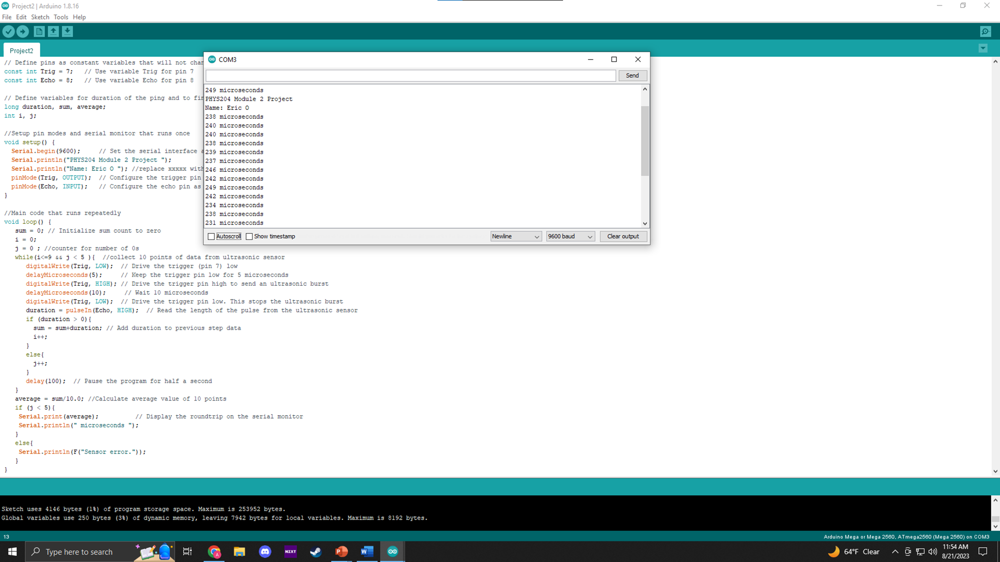 Project2 | Arduino 1.8.16
File Edit Sketch Tools Help
Project2
// Define pins as constant variables that will not char
const int Trig = 7;   // Use variable Trig for pin 7
const int Echo = 8;   // Use variable Echo for pin 8
// Define variables for duration of the ping and to fin
long duration, sum, average;
int i, j;
//Setup pin modes and serial monitor that runs once
void setup() {
  Serial.begin(9600);     // Set the serial interface a
  Serial.println("PHYS204 Module 2 Project ");
  Serial.println("Name: Eric O "); //replace xxxxx with
  pinMode(Trig, OUTPUT);  // Configure the trigger pin
  pinMode(Echo, INPUT);   // Configure the echo pin as
}
//Main code that runs repeatedly
void loop() {
   sum = 0; // Initialize sum count to zero
   i = 0;
   j = 0 ; //counter for number of 0s
   while(i<=9 && j < 5 ){  //collect 10 points of data from ultrasonic sensor
      digitalWrite(Trig, LOW);  // Drive the trigger (pin 7) low
      delayMicroseconds(5);     // Keep the trigger pin low for 5 microseconds
      digitalWrite(Trig, HIGH); // Drive the trigger pin high to send an ultrasonic burst
      delayMicroseconds(10);     // Wait 10 microseconds
      digitalWrite(Trig, LOW);  // Drive the trigger pin low. This stops the ultrasonic burst
      duration = pulseIn(Echo, HIGH);  // Read the length of the pulse from the ultrasonic sensor
      if (duration > 0){
        sum = sum+duration; // Add duration to previous step data
        i++;
      }
      else{
        j++;
      }
      delay(100);  // Pause the program for half a second
   }
   average = sum/10.0; //Calculate average value of 10 points
   if (j < 5){
    Serial.print(average);          // Display the roundtrip on the serial monitor
    Serial.println(" microseconds ");
   }
   else{
    Serial.println(F("Sensor error."));
   }
}
COM3
Send
249 microseconds
PHYS204 Module 2 Project
Name: Eric O
238 microseconds
240 microseconds
240 microseconds
238 microseconds
239 microseconds
237 microseconds
246 microseconds
242 microseconds
249 microseconds
242 microseconds
234 microseconds
238 microseconds
231 microseconds
Autoscroll Show timestamp Newline 9600 baud Clear output
Sketch uses 4146 bytes (1%) of program storage space. Maximum is 253952 bytes.
Global variables use 250 bytes (3%) of dynamic memory, leaving 7942 bytes for local variables. Maximum is 8192 bytes.
13 Arduino Mega or Mega 2560, ATmega2560 (Mega 2560) on COM3
Type here to search NZXT 64°F Clear 11:54 AM
8/21/2023